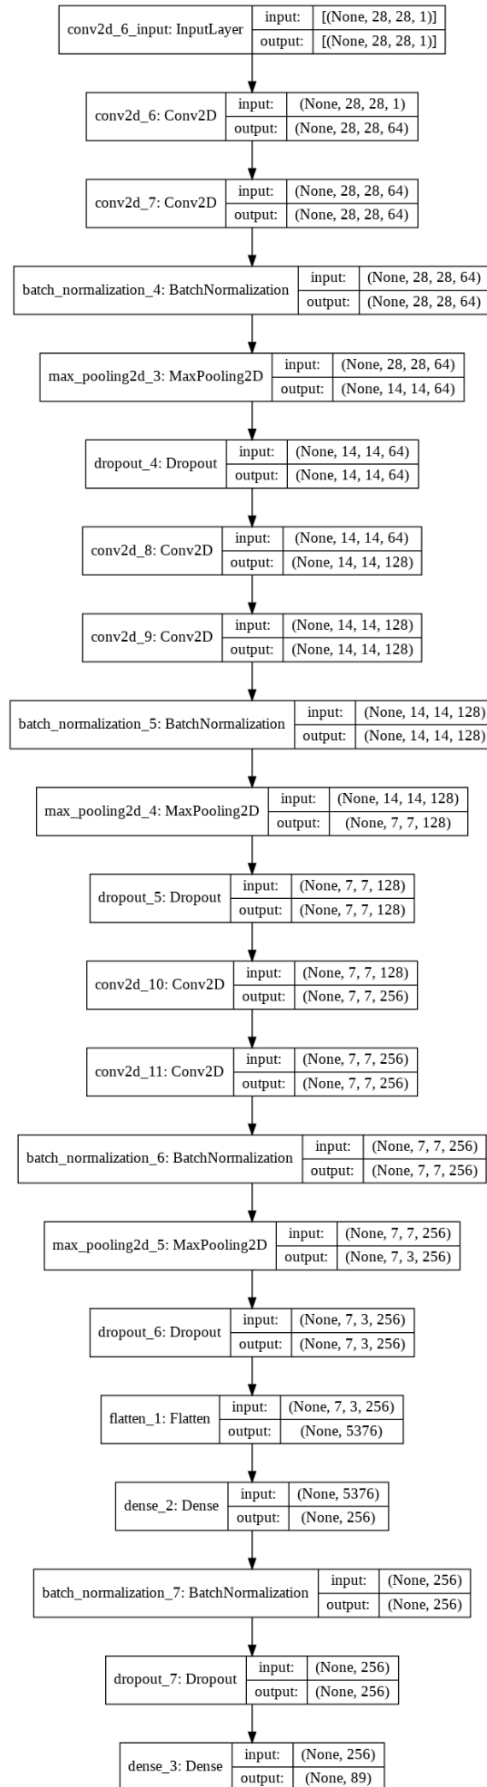 conv2d_6_input: InputLayer input: [(None, 28, 28, 1)]
output: [(None, 28, 28, 1)]
conv2d_6: Conv2D input: (None, 28, 28, 1)
output: (None, 28, 28, 64)
conv2d_7: Conv2D input: (None, 28, 28, 64)
output: (None, 28, 28, 64)
batch_normalization_4: BatchNormalization input: (None, 28, 28, 64)
output: (None, 28, 28, 64)
max_pooling2d_3: MaxPooling2D input: (None, 28, 28, 64)
output: (None, 14, 14, 64)
dropout_4: Dropout input: (None, 14, 14, 64)
output: (None, 14, 14, 64)
conv2d_8: Conv2D input: (None, 14, 14, 64)
output: (None, 14, 14, 128)
conv2d_9: Conv2D input: (None, 14, 14, 128)
output: (None, 14, 14, 128)
batch_normalization_5: BatchNormalization input: (None, 14, 14, 128)
output: (None, 14, 14, 128)
max_pooling2d_4: MaxPooling2D input: (None, 14, 14, 128)
output: (None, 7, 7, 128)
dropout_5: Dropout input: (None, 7, 7, 128)
output: (None, 7, 7, 128)
conv2d_10: Conv2D input: (None, 7, 7, 128)
output: (None, 7, 7, 256)
conv2d_11: Conv2D input: (None, 7, 7, 256)
output: (None, 7, 7, 256)
batch_normalization_6: BatchNormalization input: (None, 7, 7, 256)
output: (None, 7, 7, 256)
max_pooling2d_5: MaxPooling2D input: (None, 7, 7, 256)
output: (None, 7, 3, 256)
dropout_6: Dropout input: (None, 7, 3, 256)
output: (None, 7, 3, 256)
flatten_1: Flatten input: (None, 7, 3, 256)
output: (None, 5376)
dense_2: Dense input: (None, 5376)
output: (None, 256)
batch_normalization_7: BatchNormalization input: (None, 256)
output: (None, 256)
dropout_7: Dropout input: (None, 256)
output: (None, 256)
dense_3: Dense input: (None, 256)
output: (None, 89)